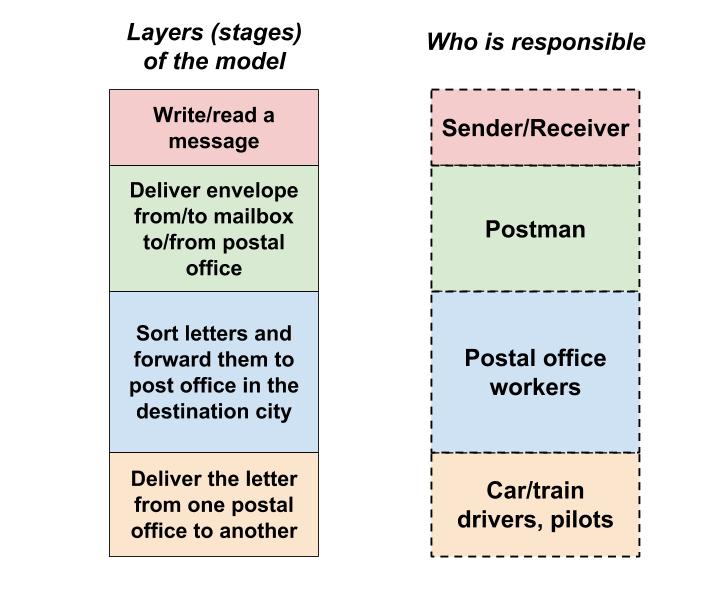 Layers (stages)
of the model
Who is responsible
Write/read a
message
Sender/Receiver
Deliver envelope
from/to mailbox
to/from postal
office
Postman
Sort letters and
forward them to
post office in the
destination city
Postal office
workers
Deliver the letter
from one postal
office to another
Car/train
drivers, pilots